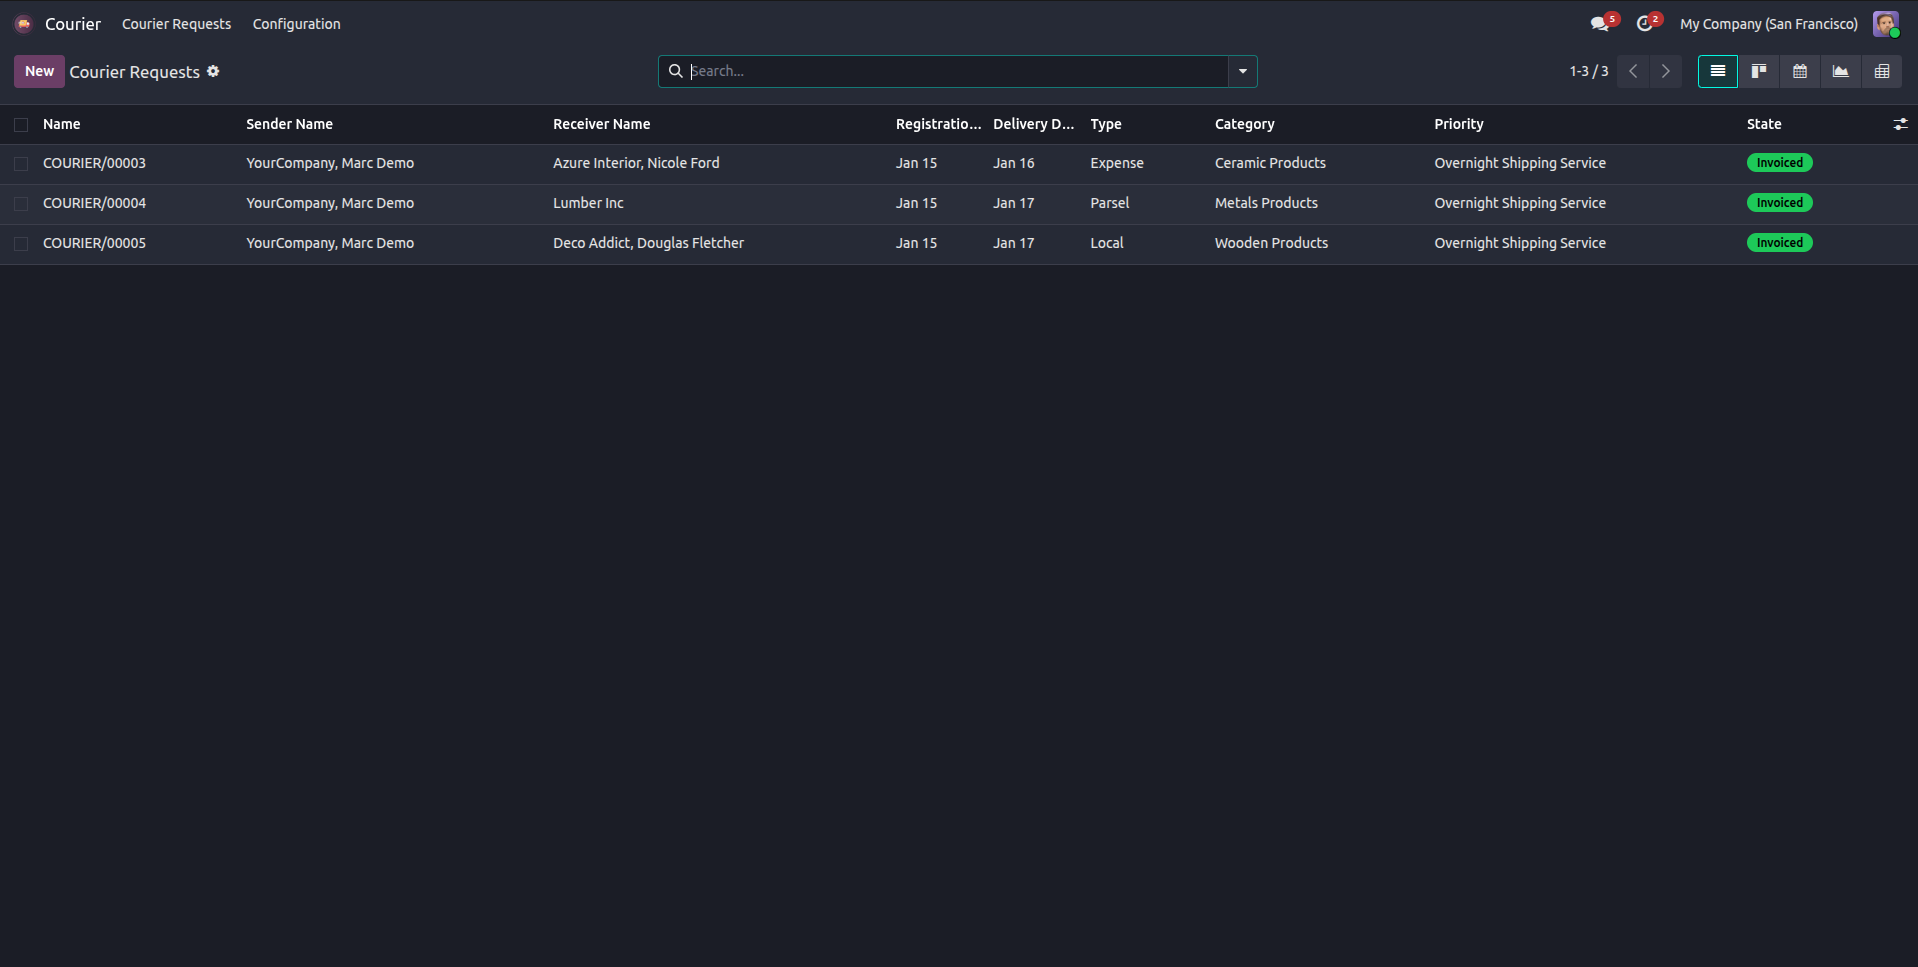 Courier Courier Requests Configuration 5 2 My Company (San Francisco)
New Courier Requests Search... 1-3 / 3
Name Sender Name Receiver Name Registratio... Delivery D... Type Category Priority State
COURIER/00003 YourCompany, Marc Demo Azure Interior, Nicole Ford Jan 15 Jan 16 Expense Ceramic Products Overnight Shipping Service Invoiced
COURIER/00004 YourCompany, Marc Demo Lumber Inc Jan 15 Jan 17 Parsel Metals Products Overnight Shipping Service Invoiced
COURIER/00005 YourCompany, Marc Demo Deco Addict, Douglas Fletcher Jan 15 Jan 17 Local Wooden Products Overnight Shipping Service Invoiced